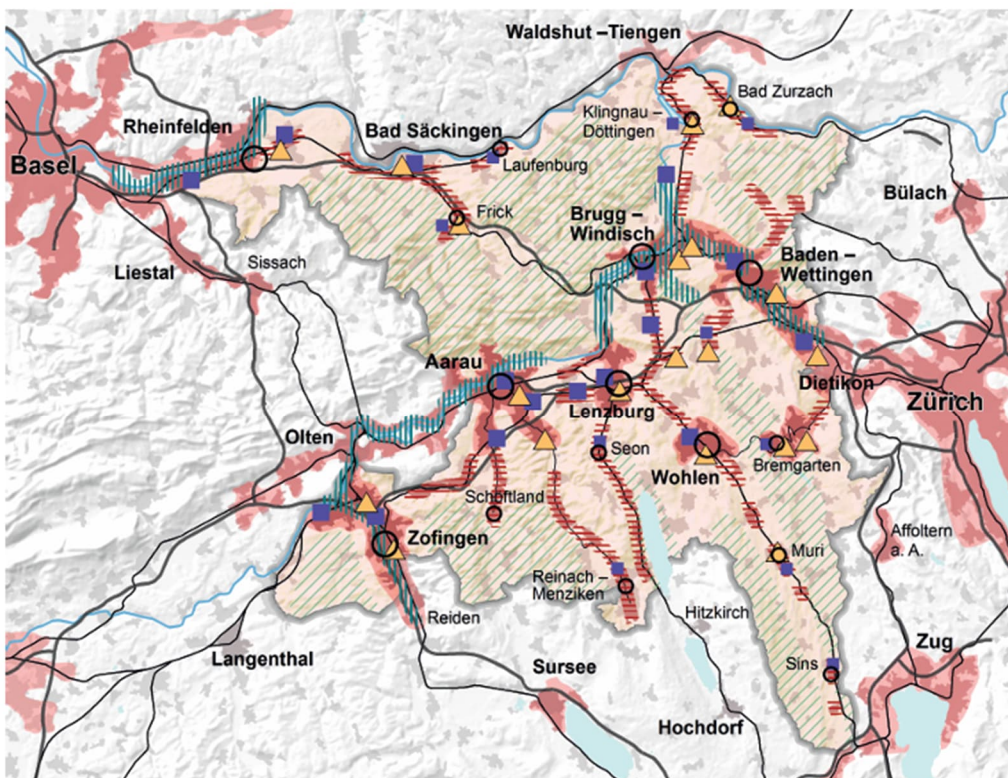 Waldshut –Tiengen
Bad Zurzach
Klingnau –
Döttingen
Rheinfelden
Bad Säckingen
Laufenburg
Basel
Bülach
Frick
Brugg –
Windisch
Baden –
Wettingen
Liestal
Sissach
Aarau
Dietikon
Zürich
Lenzburg
Olten
Seon
Wohlen
Bremgarten
Schöftland
Zofingen
Affoltern
a. A.
Muri
Reinach –
Menziken
Reiden
Hitzkirch
Langenthal
Zug
Sursee
Sins
Hochdorf